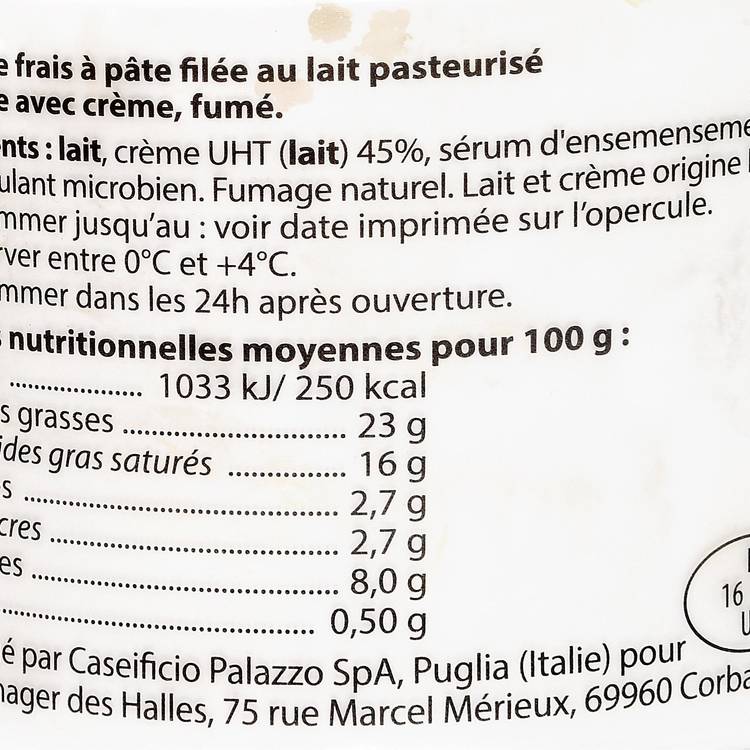 e frais à pâte filée au lait pasteurisé
e avec crème, fumé.
nts : lait, crème UHT (lait) 45%, sérum d'ensemenseme
ulant microbien. Fumage naturel. Lait et crème origine
mmer jusqu'au : voir date imprimée sur l'opercule.
rver entre 0°C et +4°C.
mmer dans les 24h après ouverture.
s nutritionnelles moyennes pour 100 g :
.................. 1033 kJ/ 250 kcal
s grasses .............................. 23 g
ides gras saturés ................ 16 g
s .......................................... 2,7 g
cres ...................................... 2,7 g
es ......................................... 8,0 g
.......................................... 0,50 g
é par Caseificio Palazzo SpA, Puglia (Italie) pour
nager des Halles, 75 rue Marcel Mérieux, 69960 Corba
16